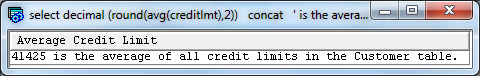 select decimal (round(avg(creditlmt),2)) concat ' is the avera...
Average Credit Limit
41425 is the average of all credit limits in the Customer table.